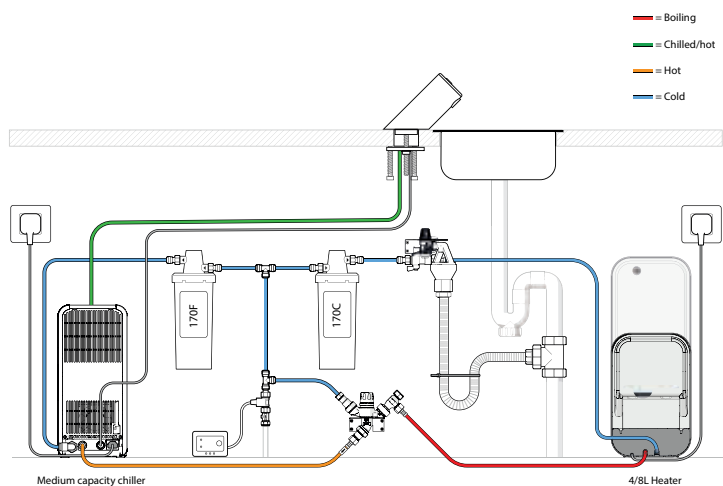 = Boiling
= Chilled/hot
= Hot
= Cold
170F
170C
Medium capacity chiller
4/8L Heater